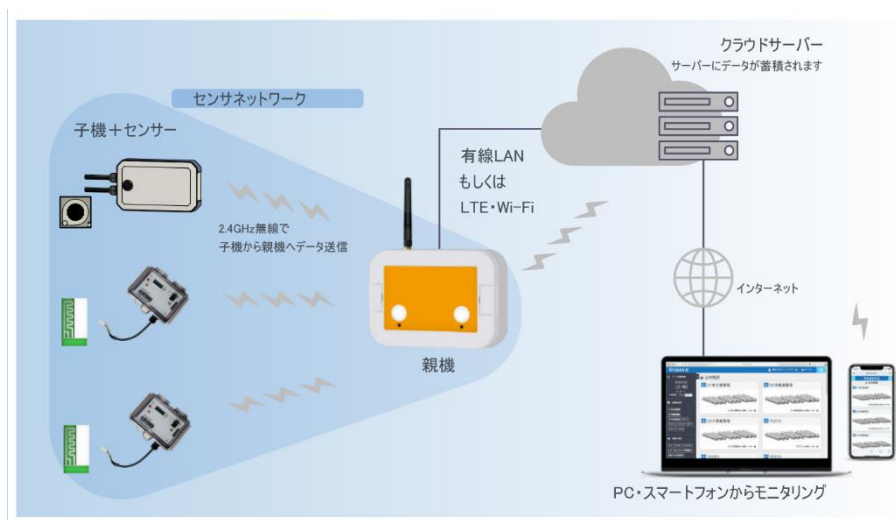 クラウドサーバー
サーバーにデータが蓄積されます
センサネットワーク
子機＋センサー
有線LAN
もしくは
LTE・Wi-Fi
2.4GHz無線で
子機から親機へデータ送信
インターネット
親機
PC・スマートフォンからモニタリング